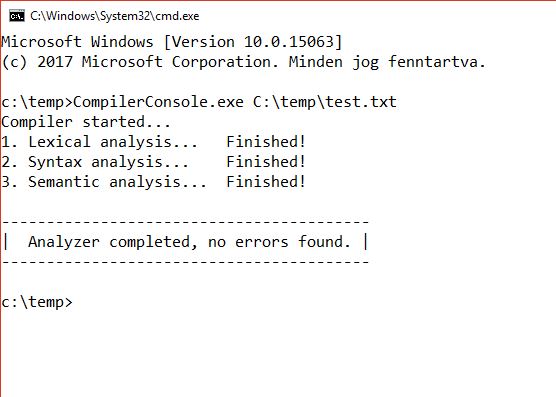 C:\Windows\System32\cmd.exe
Microsoft Windows [Version 10.0.15063]
(c) 2017 Microsoft Corporation. Minden jog fenntartva.
c:\temp>CompilerConsole.exe C:\temp\test.txt
Compiler started...
1. Lexical analysis...   Finished!
2. Syntax analysis...    Finished!
3. Semantic analysis...  Finished!
----------------------------------------
|  Analyzer completed, no errors found. |
----------------------------------------
c:\temp>